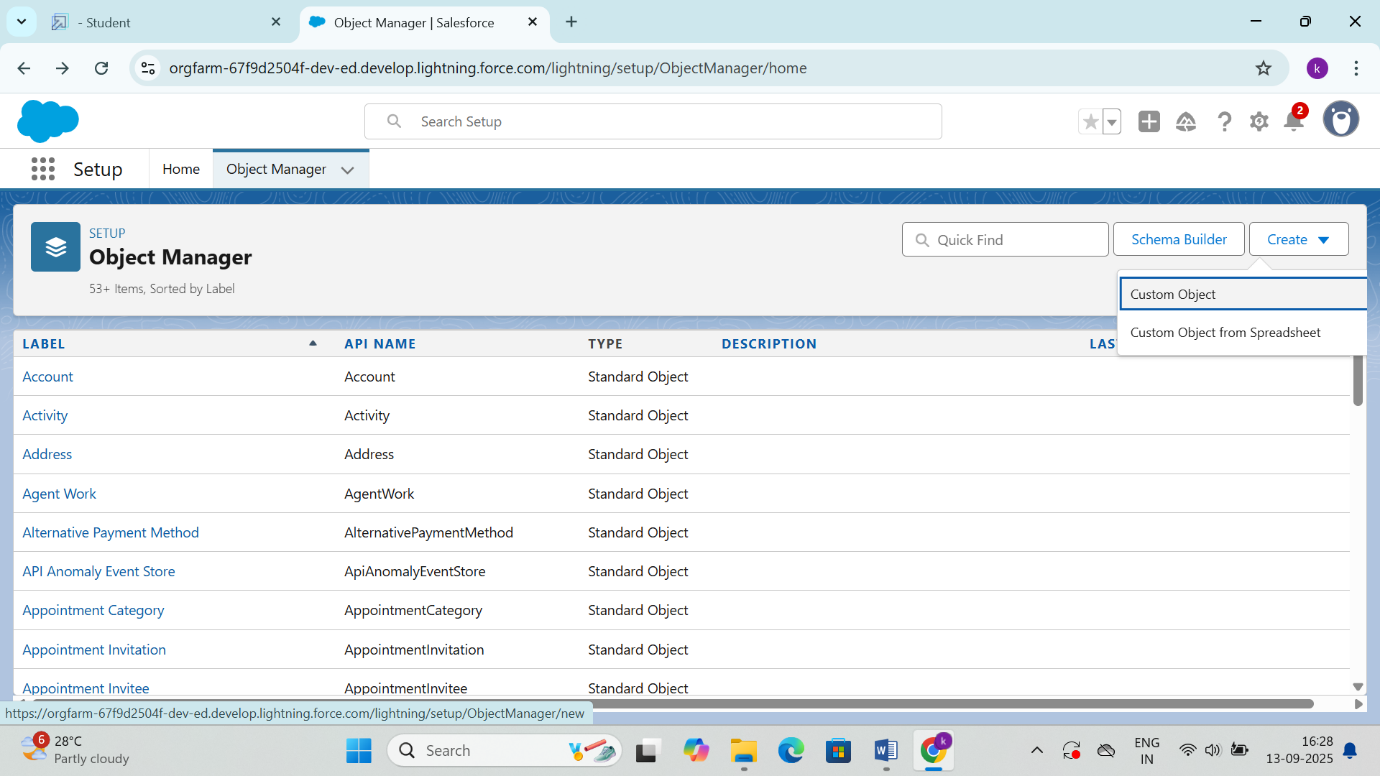 - Student
Object Manager | Salesforce
orgfarm-67f9d2504f-dev-ed.develop.lightning.force.com/lightning/setup/ObjectManager/home
k
Search Setup
2
Setup
Home
Object Manager
SETUP
Object Manager
53+ Items, Sorted by Label
Quick Find
Schema Builder
Create
Custom Object
Custom Object from Spreadsheet
LABEL API NAME TYPE DESCRIPTION LAS
Account Account Standard Object
Activity Activity Standard Object
Address Address Standard Object
Agent Work AgentWork Standard Object
Alternative Payment Method AlternativePaymentMethod Standard Object
API Anomaly Event Store ApiAnomalyEventStore Standard Object
Appointment Category AppointmentCategory Standard Object
Appointment Invitation AppointmentInvitation Standard Object
Appointment Invitee AppointmentInvitee Standard Object
https://orgfarm-67f9d2504f-dev-ed.develop.lightning.force.com/lightning/setup/ObjectManager/new
6
28°C
Partly cloudy
Search
k
ENG
IN
16:28
13-09-2025